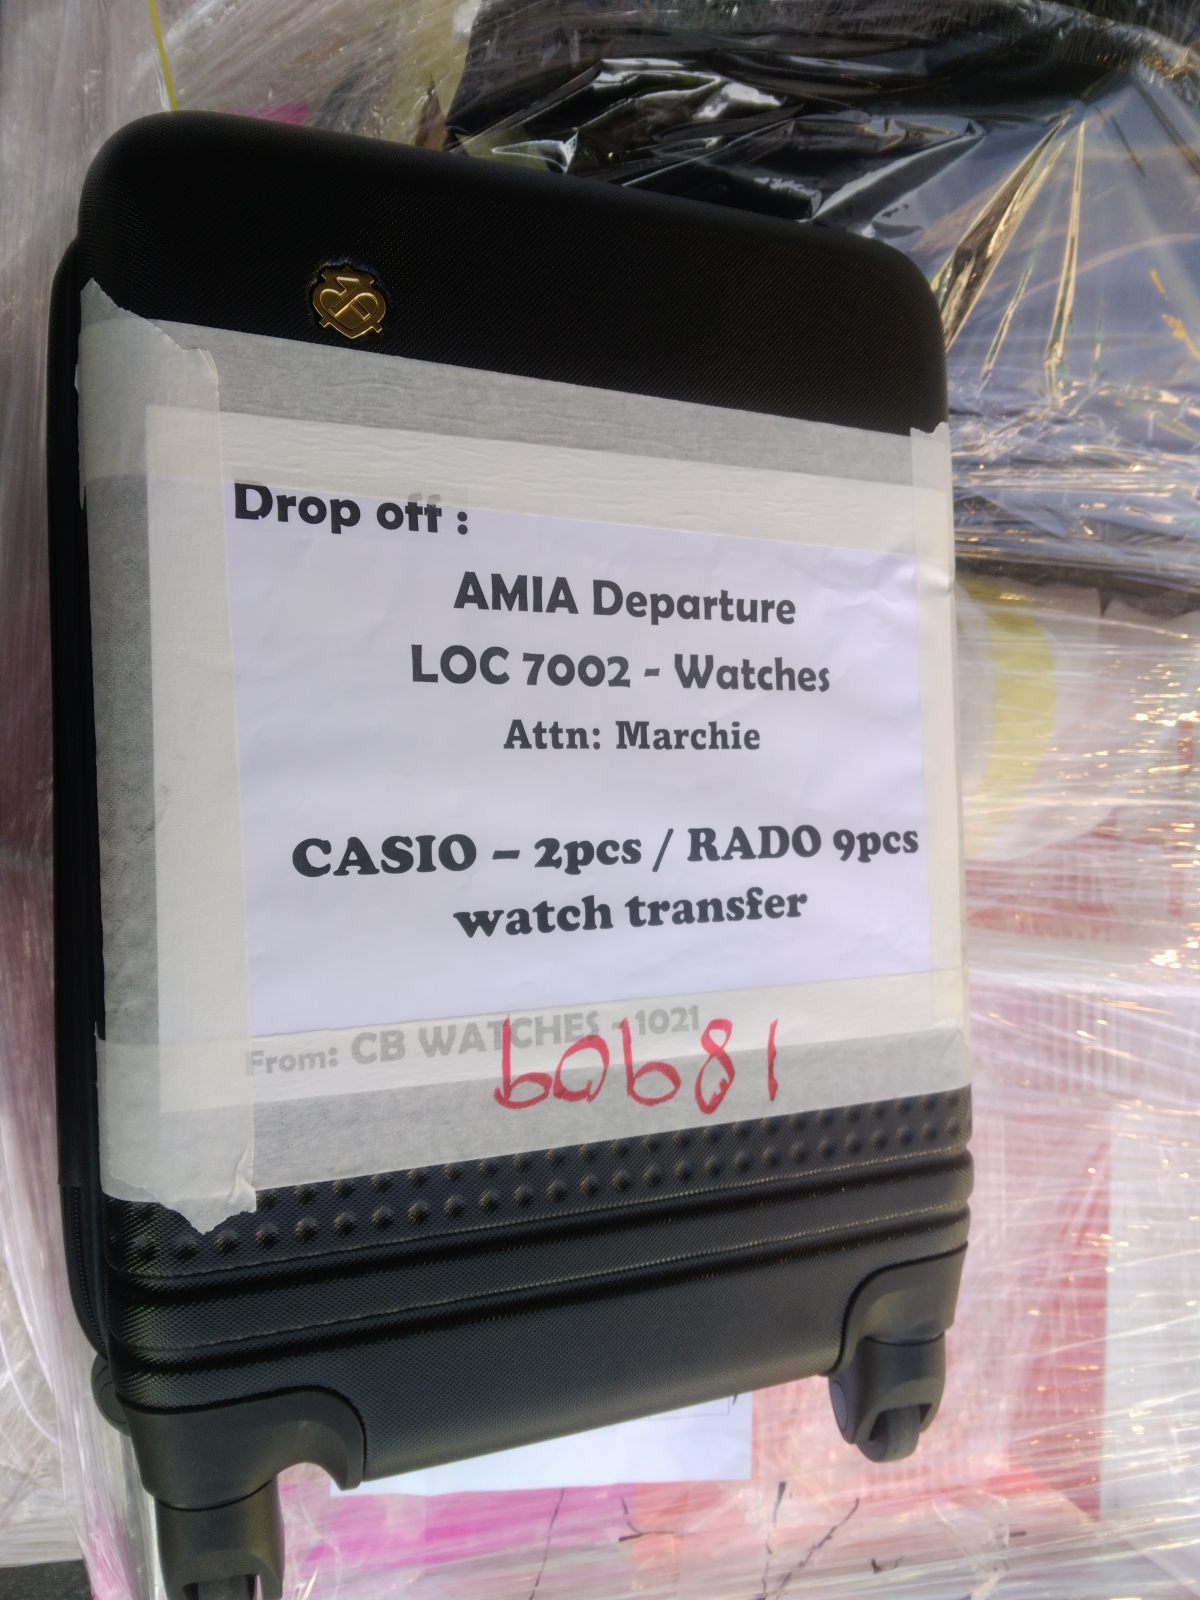 Drop off :
AMIA Departure
LOC 7002 - Watches
Attn: Marchie
CASIO – 2pcs / RADO 9pcs
watch transfer
From: CB WATCHES - 1021
60681